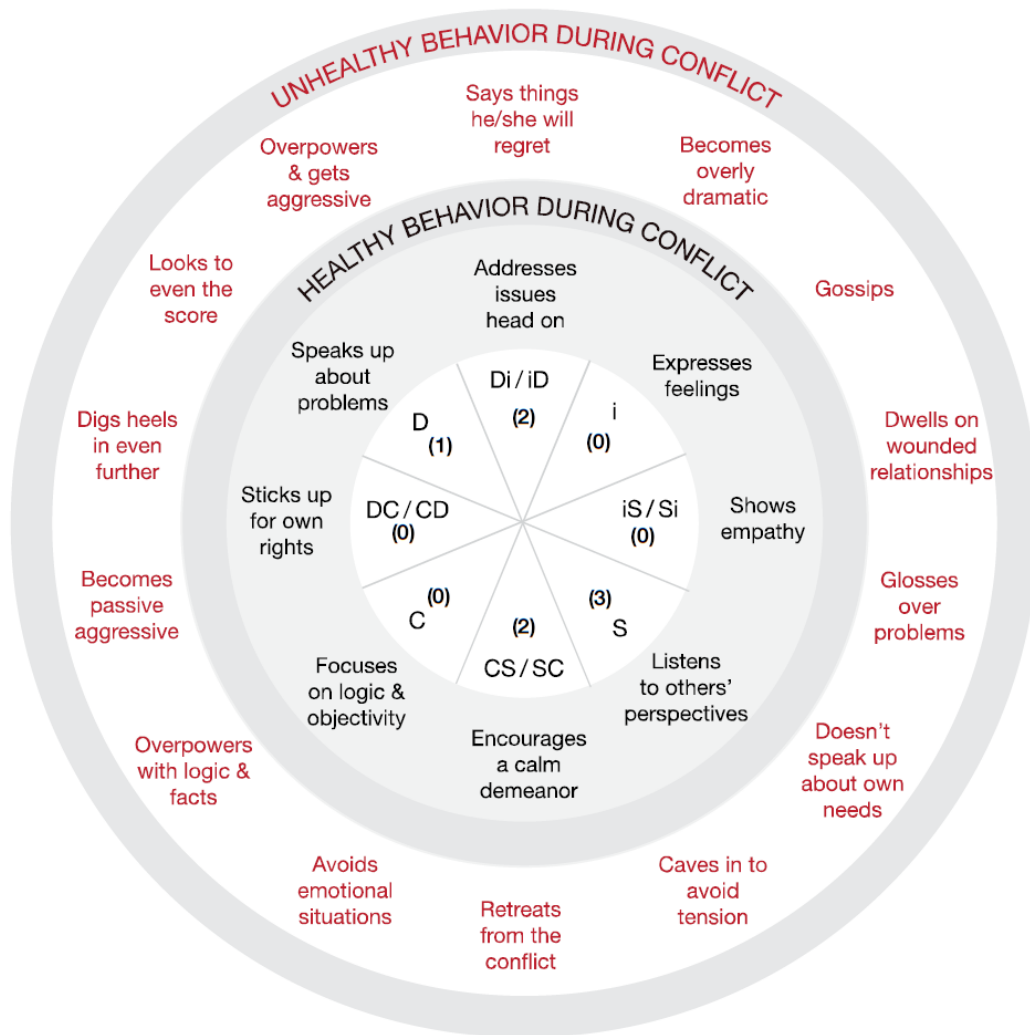 UNHEALTHY BEHAVIOR DURING CONFLICT
Says things
he/she will
regret
Becomes
overly
dramatic
Gossips
Dwells on
wounded
relationships
Glosses
over
problems
Doesn't
speak up
about own
needs
Caves in to
avoid
tension
Retreats
from the
conflict
Avoids
emotional
situations
Overpowers
with logic &
facts
Becomes
passive
aggressive
Digs heels
in even
further
Looks to
even the
score
Overpowers
& gets
aggressive
HEALTHY BEHAVIOR DURING CONFLICT
Addresses
issues
head on
Expresses
feelings
Shows
empathy
Listens
to others'
perspectives
Encourages
a calm
demeanor
Focuses
on logic &
objectivity
Sticks up
for own
rights
Speaks up
about
problems
Di / iD
(2)
i
(0)
iS / Si
(0)
(3)
S
(2)
CS / SC
(0)
C
DC / CD
(0)
D
(1)